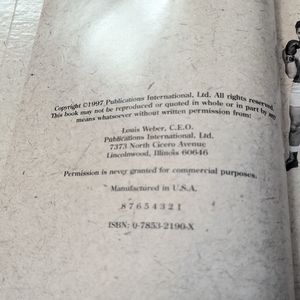 Copyright ©1997 Publications International, Ltd. All rights reserved.
This book may not be reproduced or quoted in whole or in part by any
means whatsoever without written permission from:
Louis Weber, C.E.O.
Publications International, Ltd.
7373 North Cicero Avenue
Lincolnwood, Illinois 60646
Permission is never granted for commercial purposes.
Manufactured in U.S.A.
8 7 6 5 4 3 2 1
ISBN: 0-7853-2190-X